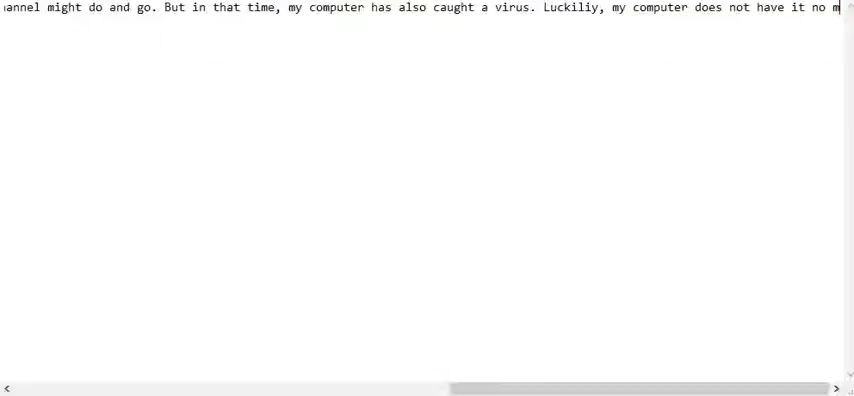 annel might do and go. But in that time, my computer has also caught a virus. Luckiliy, my computer does not have it no m